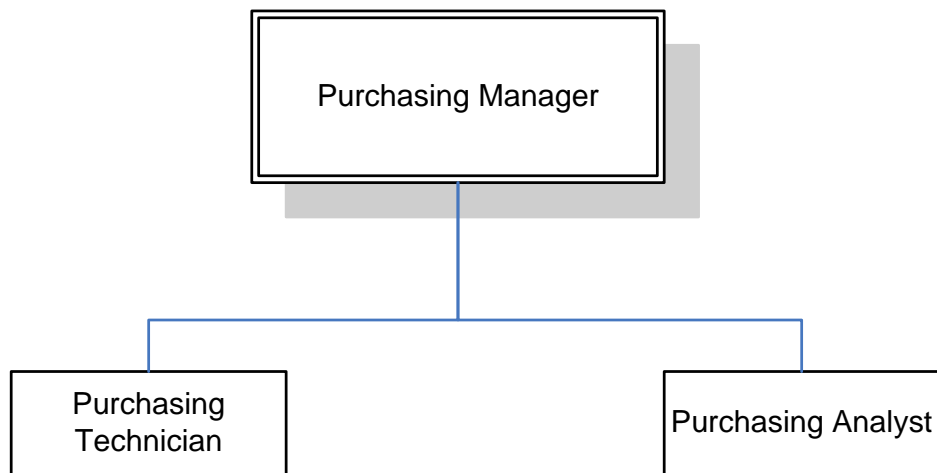 Purchasing Manager
Purchasing
Technician
Purchasing Analyst